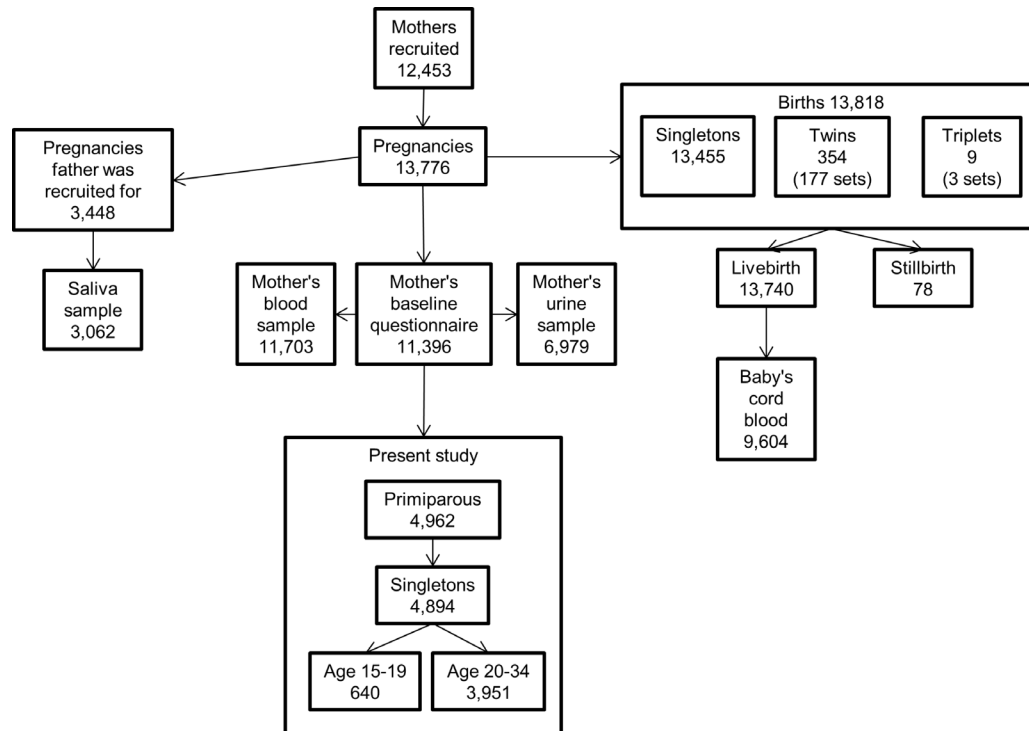 Mothers
recruited
12,453
Pregnancies
13,776
Pregnancies
father was
recruited for
3,448
Saliva
sample
3,062
Births 13,818
Singletons
13,455
Twins
354
(177 sets)
Triplets
9
(3 sets)
Livebirth
13,740
Stillbirth
78
Baby's
cord
blood
9,604
Mother's
blood
sample
11,703
Mother's
baseline
questionnaire
11,396
Mother's
urine
sample
6,979
Present study
Primiparous
4,962
Singletons
4,894
Age 15-19
640
Age 20-34
3,951